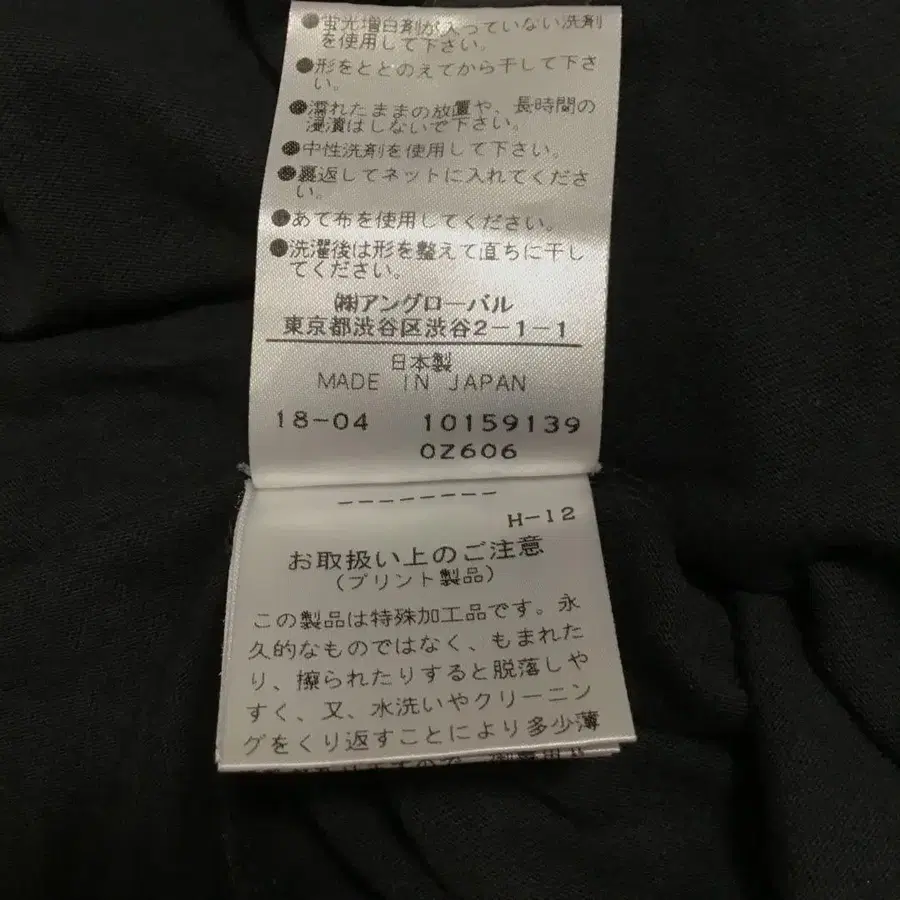 ●蛍光増白剤が入っていない洗剤
を使用して下さい。
●形をととのえてから干して下さ
い。
●濡れたままの放置や、長時間の
浸漬はしないで下さい。
●中性洗剤を使用して下さい。
●裏返してネットに入れてくださ
い。
●あて布を使用してください。
●洗濯後は形を整えて直ちに干し
てください。
㈱アングローバル
東京都渋谷区渋谷2-1-1
日本製
MADE IN JAPAN
18-04 10159139
0Z606
--------
H-12
お取扱い上のご注意
(プリント製品)
この製品は特殊加工品です。永
久的なものではなく、もまれた
り、擦られたりすると脱落しや
すく、又、水洗いやクリーニン
グをくり返すことにより多少薄